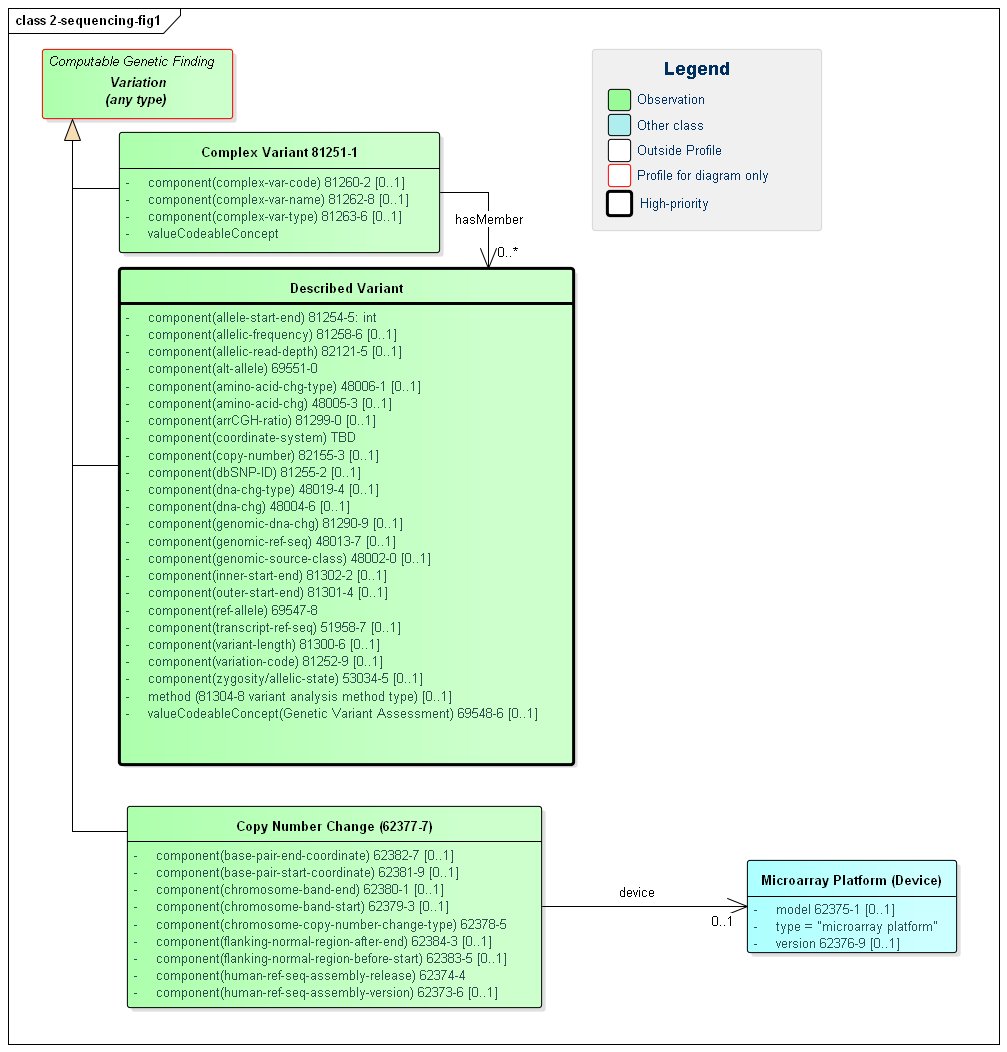 class 2-sequencing-fig1
Computable Genetic Finding
Variation
(any type)
Legend
Observation
Other class
Outside Profile
Profile for diagram only
High-priority
Complex Variant 81251-1
- component(complex-var-code) 81260-2 [0..1]
- component(complex-var-name) 81262-8 [0..1]
- component(complex-var-type) 81263-6 [0..1]
- valueCodeableConcept
hasMember
0..*
Described Variant
- component(allele-start-end) 81254-5: int
- component(allelic-frequency) 81258-6 [0..1]
- component(allelic-read-depth) 82121-5 [0..1]
- component(alt-allele) 69551-0
- component(amino-acid-chg-type) 48006-1 [0..1]
- component(amino-acid-chg) 48005-3 [0..1]
- component(arrCGH-ratio) 81299-0 [0..1]
- component(coordinate-system) TBD
- component(copy-number) 82155-3 [0..1]
- component(dbSNP-ID) 81255-2 [0..1]
- component(dna-chg-type) 48019-4 [0..1]
- component(dna-chg) 48004-6 [0..1]
- component(genomic-dna-chg) 81290-9 [0..1]
- component(genomic-ref-seq) 48013-7 [0..1]
- component(genomic-source-class) 48002-0 [0..1]
- component(inner-start-end) 81302-2 [0..1]
- component(outer-start-end) 81301-4 [0..1]
- component(ref-allele) 69547-8
- component(transcript-ref-seq) 51958-7 [0..1]
- component(variant-length) 81300-6 [0..1]
- component(variation-code) 81252-9 [0..1]
- component(zygosity/allelic-state) 53034-5 [0..1]
- method (81304-8 variant analysis method type) [0..1]
- valueCodeableConcept(Genetic Variant Assessment) 69548-6 [0..1]
Copy Number Change (62377-7)
- component(base-pair-end-coordinate) 62382-7 [0..1]
- component(base-pair-start-coordinate) 62381-9 [0..1]
- component(chromosome-band-end) 62380-1 [0..1]
- component(chromosome-band-start) 62379-3 [0..1]
- component(chromosome-copy-number-change-type) 62378-5
- component(flanking-normal-region-after-end) 62384-3 [0..1]
- component(flanking-normal-region-before-start) 62383-5 [0..1]
- component(human-ref-seq-assembly-release) 62374-4
- component(human-ref-seq-assembly-version) 62373-6 [0..1]
device
0..1
Microarray Platform (Device)
- model 62375-1 [0..1]
- type = "microarray platform"
- version 62376-9 [0..1]